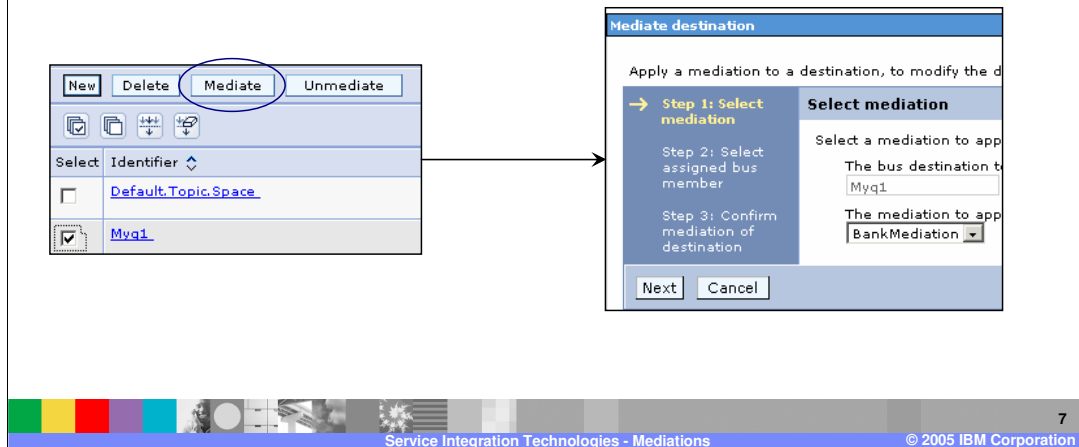 New Delete Mediate Unmediate
Select Identifier
Default.Topic.Space
Myq1
Mediate destination
Apply a mediation to a destination, to modify the d
Step 1: Select mediation
Step 2: Select assigned bus member
Step 3: Confirm mediation of destination
Select mediation
Select a mediation to app
The bus destination t
Myq1
The mediation to app
BankMediation
Next Cancel
7
Service Integration Technologies - Mediations
© 2005 IBM Corporation